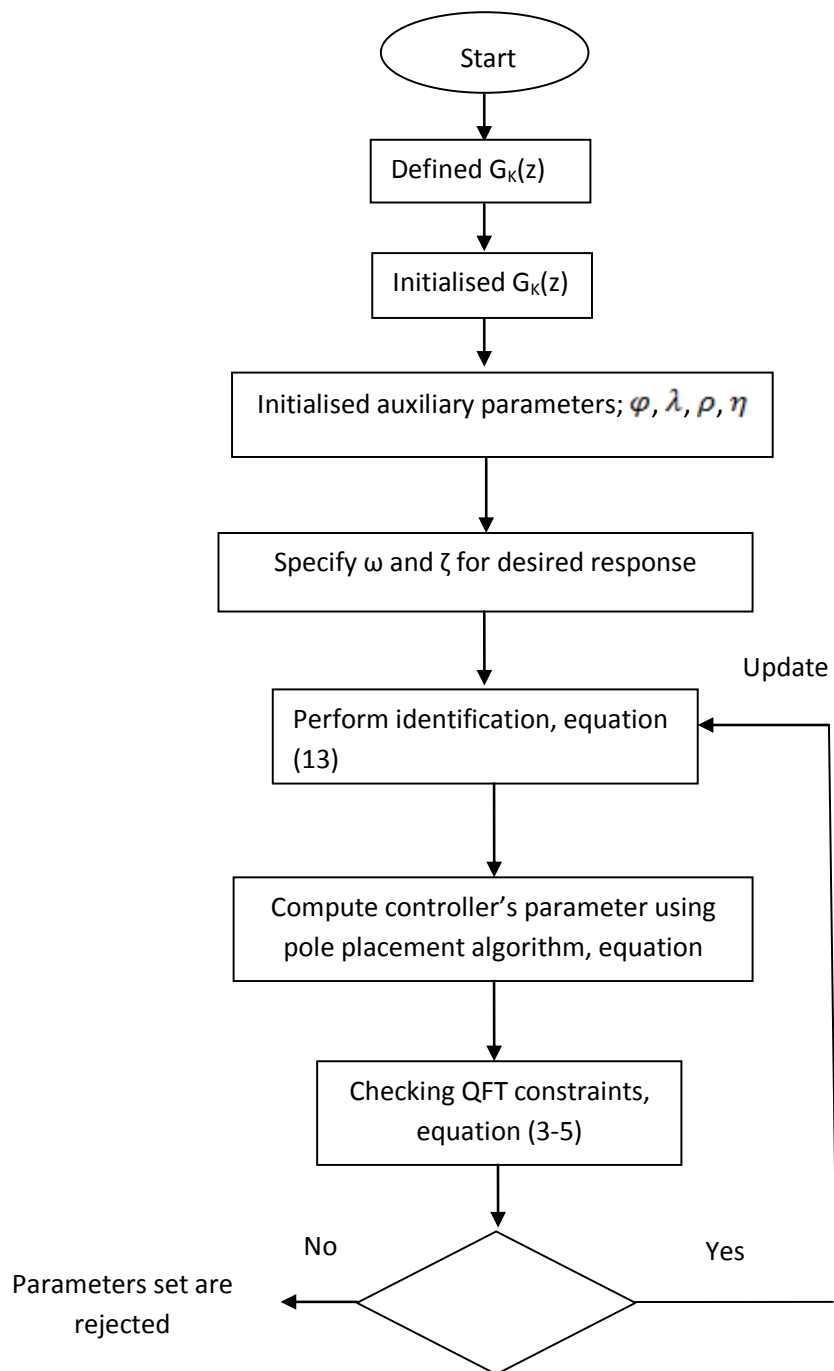 Start
Defined G_K(z)
Initialised G_K(z)
Initialised auxiliary parameters; φ, λ, ρ, η
Specify ω and ζ for desired response
Update
Perform identification, equation
(13)
Compute controller’s parameter using
pole placement algorithm, equation
Checking QFT constraints,
equation (3-5)
No
Yes
Parameters set are
rejected